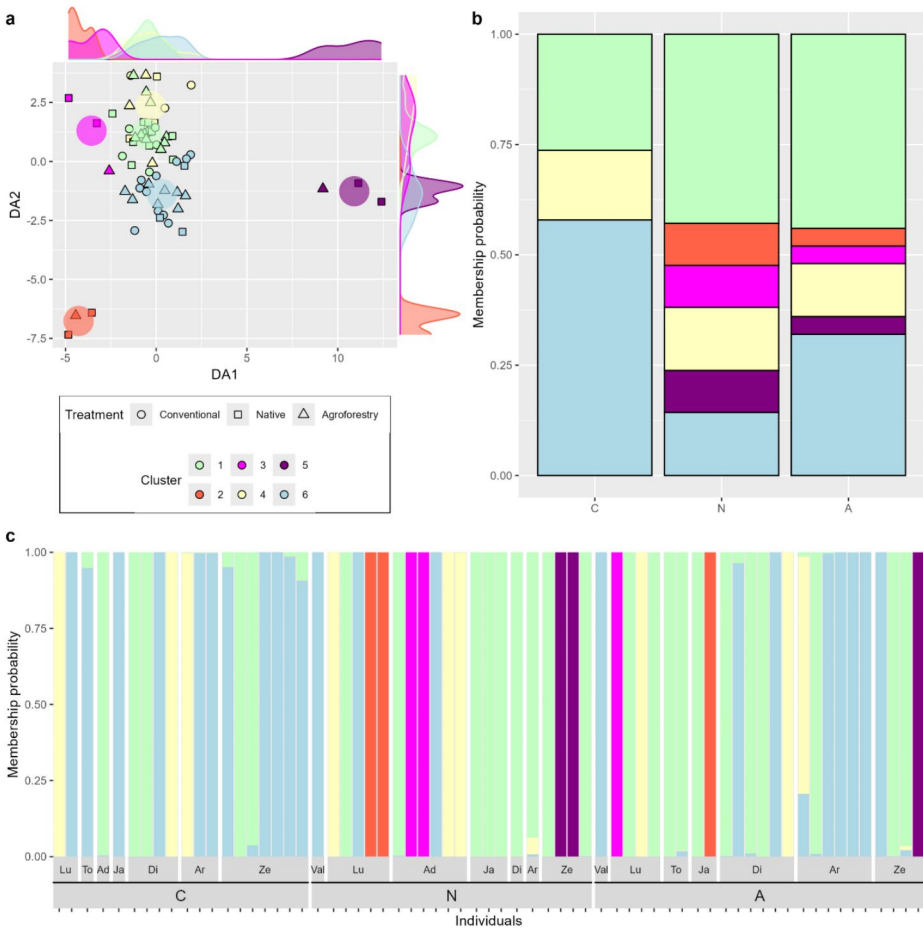 a
2.5
0.0
-2.5
-5.0
-7.5
DA2
-5
0
5
10
DA1
Treatment
Conventional
Native
Agroforestry
Cluster
1
3
5
2
4
6
b
1.00
0.75
0.50
0.25
0.00
Membership probability
C
N
A
c
1.00
0.75
0.50
0.25
0.00
Membership probability
Lu To Ad Ja Di Ar Ze Val Lu Ad Ja Di Ar Ze Val Lu To Ja Di Ar Ze
C N A
Individuals